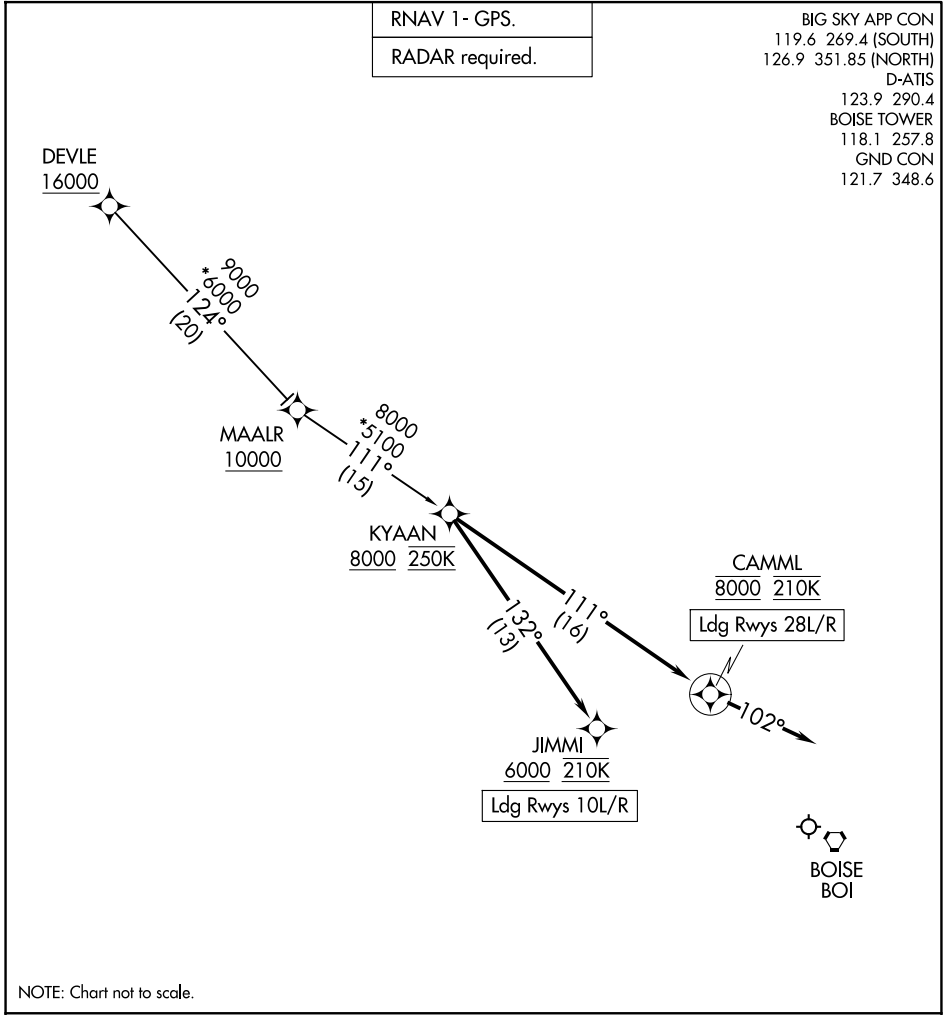 RNAV 1- GPS.
RADAR required.
BIG SKY APP CON
119.6 269.4 (SOUTH)
126.9 351.85 (NORTH)
D-ATIS
123.9 290.4
BOISE TOWER
118.1 257.8
GND CON
121.7 348.6
DEVLE
16000
9000
*6000
124°
(20)
MAALR
10000
8000
*5100
111°
(15)
KYAAN
8000 250K
111°
(16)
132°
(13)
CAMML
8000 210K
Ldg Rwys 28L/R
102°
JIMMI
6000 210K
Ldg Rwys 10L/R
BOISE
BOI
NOTE: Chart not to scale.